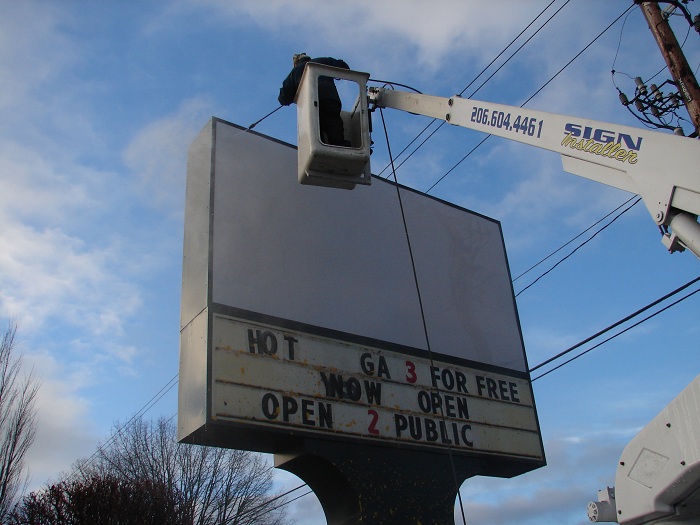 206.604.4461 SIGN
Installer
HOT GA 3 FOR FREE
WOW OPEN
OPEN 2 PUBLIC